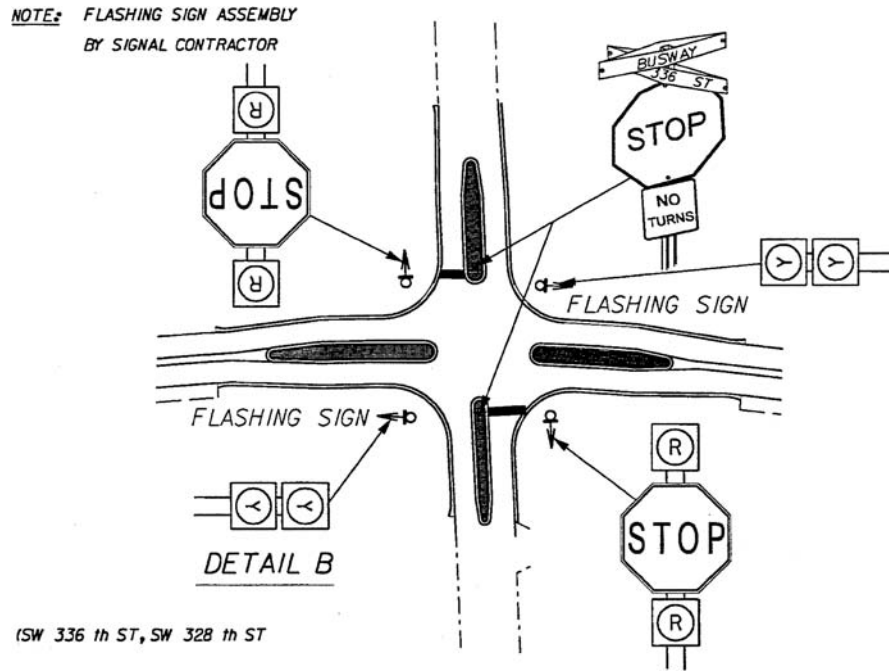 NOTE: FLASHING SIGN ASSEMBLY
BY SIGNAL CONTRACTOR
R
STOP
R
BUSWAY
336 ST
STOP
NO
TURNS
Y Y
FLASHING SIGN
FLASHING SIGN
Y Y
R
STOP
R
DETAIL B
(SW 336 th ST, SW 328 th ST